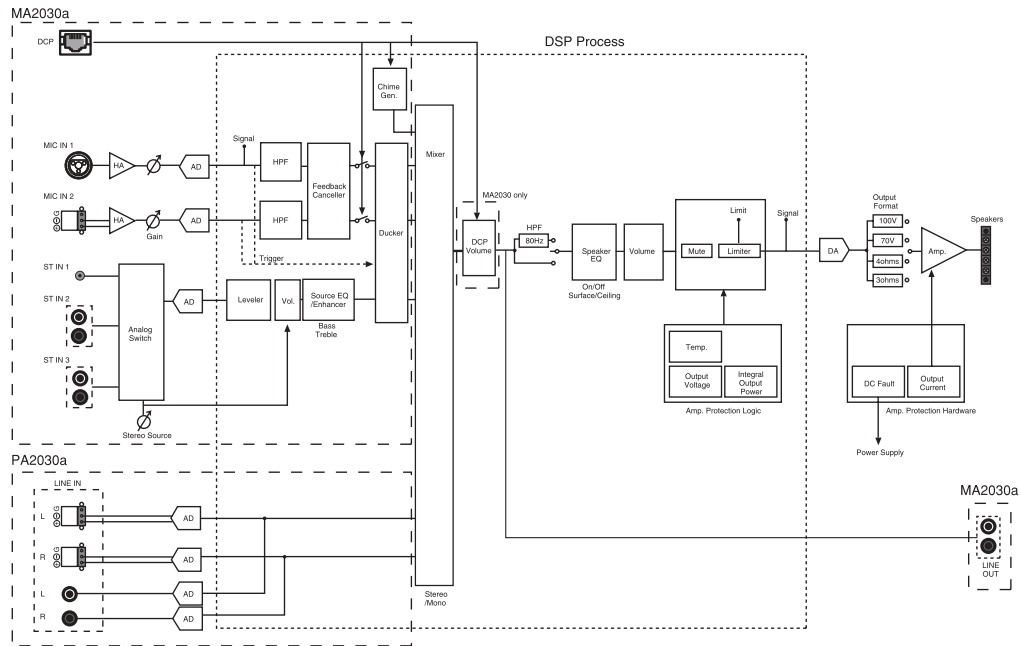 MA2030a
DCP
DSP Process
Chime
Gen.
Mixer
MIC IN 1
HA
AD
Signal
HPF
Feedback
Canceller
MIC IN 2
G
HA
Gain
AD
HPF
Ducker
Trigger
MA2030 only
DCP
Volume
HPF
80Hz
Speaker
EQ
On/Off
Surface/Ceiling
Volume
Limit
Mute
Limiter
Signal
DA
Output
Format
100V
70V
4ohms
3ohms
Amp.
Speakers
ST IN 1
ST IN 2
ST IN 3
Analog
Switch
AD
Leveler
Vol.
Source EQ
/Enhancer
Bass
Treble
Stereo Source
Temp.
Output
Voltage
Integral
Output
Power
Amp. Protection Logic
DC Fault
Output
Current
Amp. Protection Hardware
Power Supply
PA2030a
LINE IN
L
G
AD
R
G
AD
L
AD
R
AD
Stereo
/Mono
MA2030a
LINE
OUT